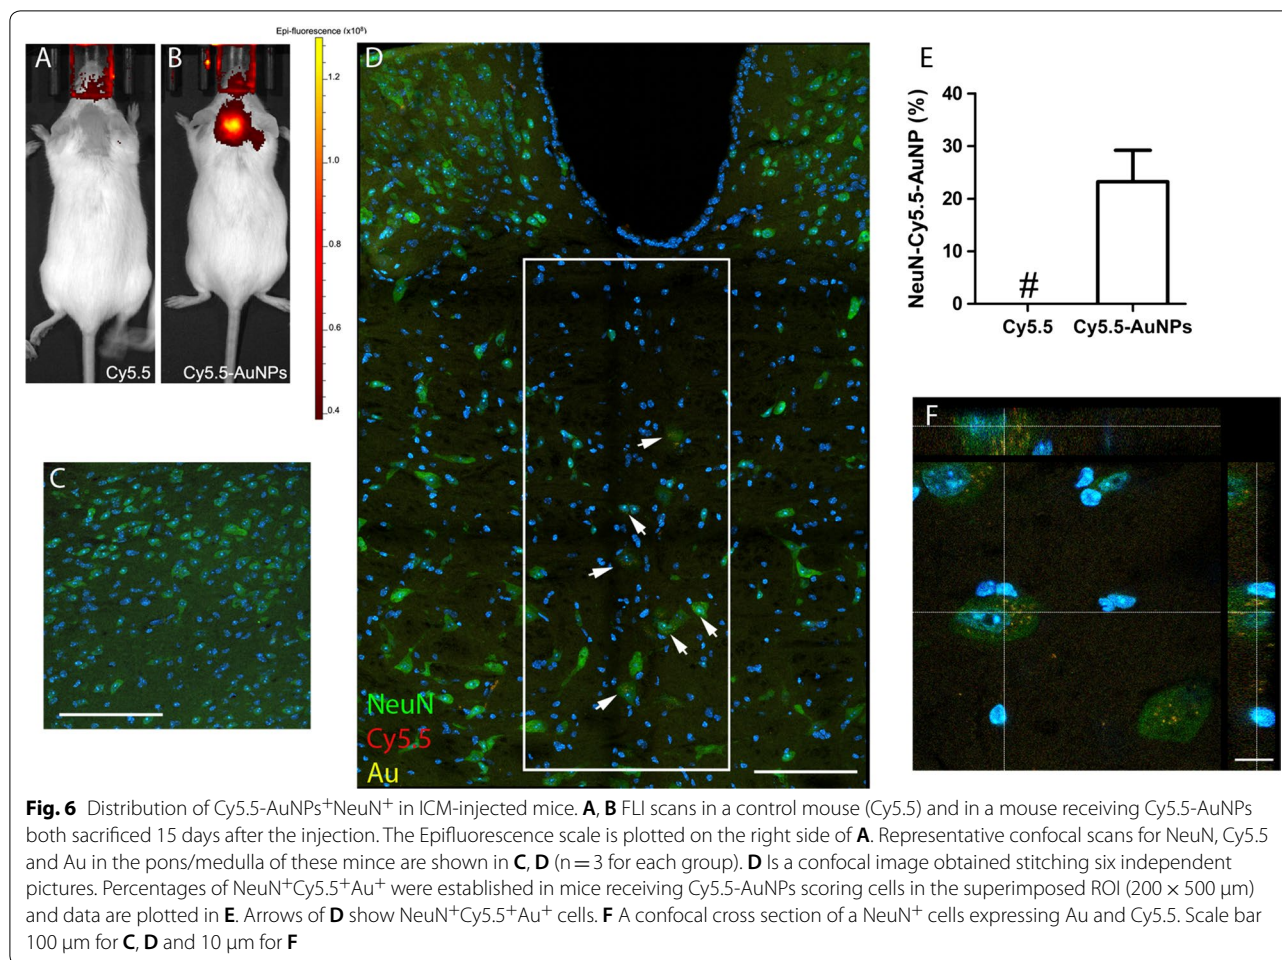 Epi-fluorescence (x10⁸)
A
B
1.2
1.0
0.8
0.6
0.4
Cy5.5
Cy5.5-AuNPs
C
D
NeuN
Cy5.5
Au
E
NeuN-Cy5.5-AuNP (%)
40
30
20
10
0
#
Cy5.5 Cy5.5-AuNPs
F
Fig. 6 Distribution of Cy5.5-AuNPs⁺NeuN⁺ in ICM-injected mice. A, B FLI scans in a control mouse (Cy5.5) and in a mouse receiving Cy5.5-AuNPs
both sacrificed 15 days after the injection. The Epifluorescence scale is plotted on the right side of A. Representative confocal scans for NeuN, Cy5.5
and Au in the pons/medulla of these mince are shown in C, D (n = 3 for each group). D Is a confocal image obtained stitching six independent
pictures. Percentages of NeuN⁺Cy5.5⁺Au⁺ were established in mice receiving Cy5.5-AuNPs scoring cells in the superimposed ROI (200 × 500 μm)
and data are plotted in E. Arrows of D show NeuN⁺Cy5.5⁺Au⁺ cells. F A confocal cross section of a NeuN⁺ cells expressing Au and Cy5.5. Scale bar
100 μm for C, D and 10 μm for F